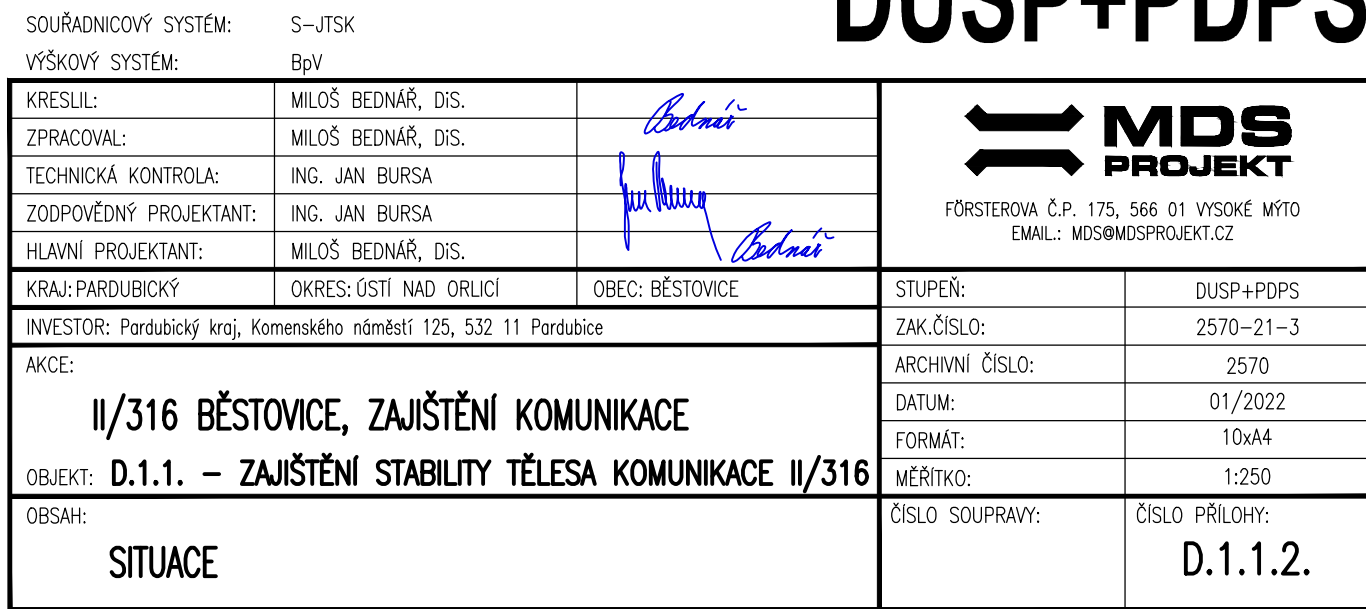 DUSP+PDPS
SOUŘADNICOVÝ SYSTÉM: S-JTSK
VÝŠKOVÝ SYSTÉM: BpV
KRESLIL: MILOŠ BEDNÁŘ, DiS.
ZPRACOVAL: MILOŠ BEDNÁŘ, DiS.
Bednář
TECHNICKÁ KONTROLA: ING. JAN BURSA
ZODPOVĚDNÝ PROJEKTANT: ING. JAN BURSA
HLAVNÍ PROJEKTANT: MILOŠ BEDNÁŘ, DiS.
Bednář
MDS
PROJEKT
FÖRSTEROVA Č.P. 175, 566 01 VYSOKÉ MÝTO
EMAIL.: MDS@MDSPROJEKT.CZ
KRAJ: PARDUBICKÝ OKRES: ÚSTÍ NAD ORLICÍ OBEC: BĚSTOVICE
INVESTOR: Pardubický kraj, Komenského náměstí 125, 532 11 Pardubice
AKCE:
II/316 BĚSTOVICE, ZAJIŠTĚNÍ KOMUNIKACE
OBJEKT: D.1.1. – ZAJIŠTĚNÍ STABILITY TĚLESA KOMUNIKACE II/316
OBSAH:
SITUACE
STUPEŇ: DUSP+PDPS
ZAK.ČÍSLO: 2570-21-3
ARCHIVNÍ ČÍSLO: 2570
DATUM: 01/2022
FORMÁT: 10xA4
MĚŘÍTKO: 1:250
ČÍSLO SOUPRAVY:
ČÍSLO PŘÍLOHY:
D.1.1.2.